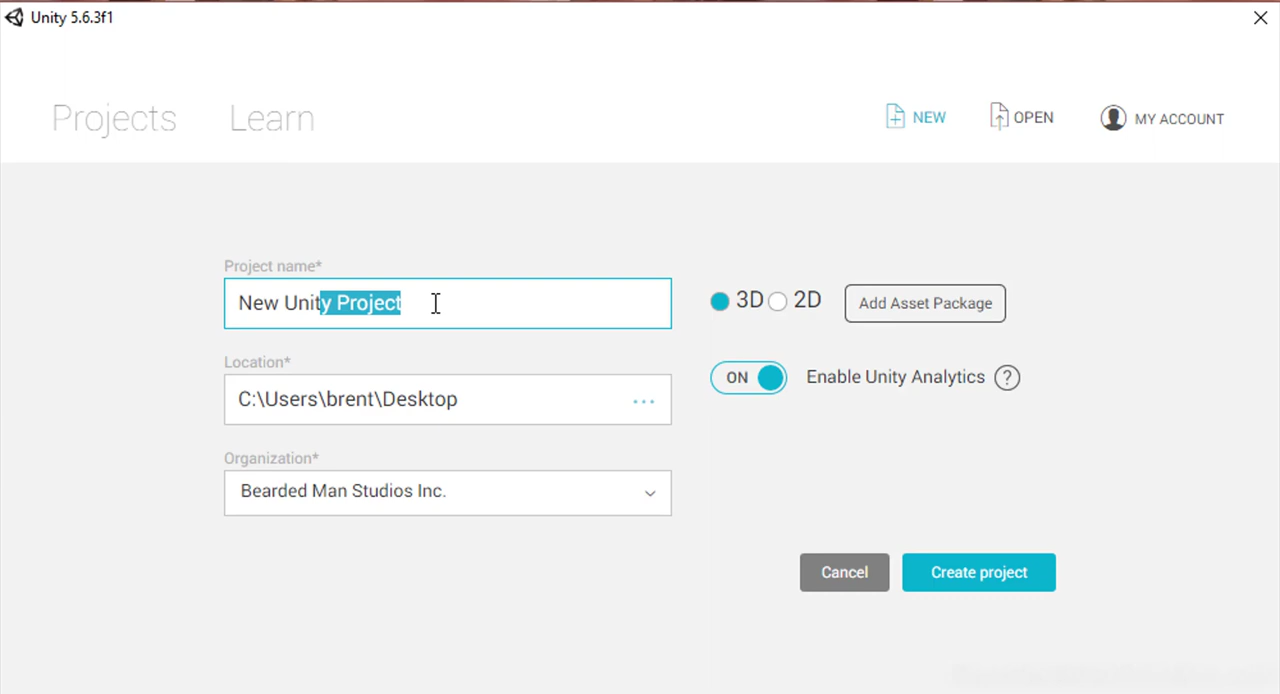 Unity 5.6.3f1
Projects Learn NEW OPEN MY ACCOUNT
Project name*
New Unity Project
3D 2D Add Asset Package
Location*
C:\Users\brent\Desktop ...
ON Enable Unity Analytics ?
Organization*
Bearded Man Studios Inc.
Cancel Create project